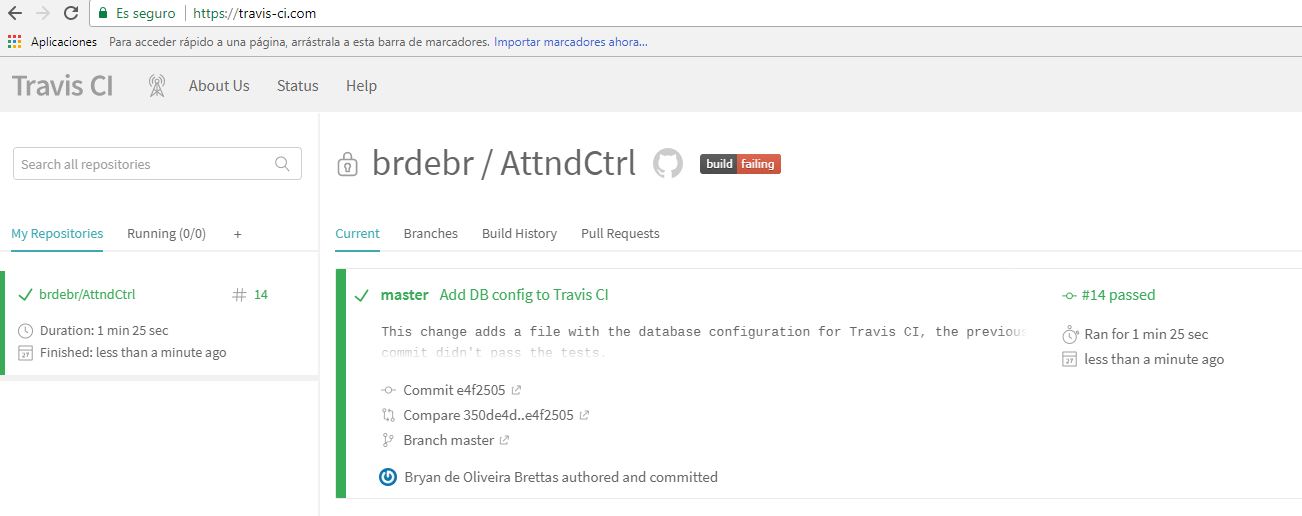 Es seguro https://travis-ci.com
Aplicaciones Para acceder rápido a una página, arrástrala a esta barra de marcadores. Importar marcadores ahora...
Travis CI About Us Status Help
Search all repositories
brdebr / AttndCtrl build failing
My Repositories Running (0/0) +
Current Branches Build History Pull Requests
brdebr/AttndCtrl # 14
Duration: 1 min 25 sec
Finished: less than a minute ago
master Add DB config to Travis CI
#14 passed
This change adds a file with the database configuration for Travis CI, the previous
commit didn't pass the tests.
Ran for 1 min 25 sec
less than a minute ago
Commit e4f2505
Compare 350de4d..e4f2505
Branch master
Bryan de Oliveira Brettas authored and committed